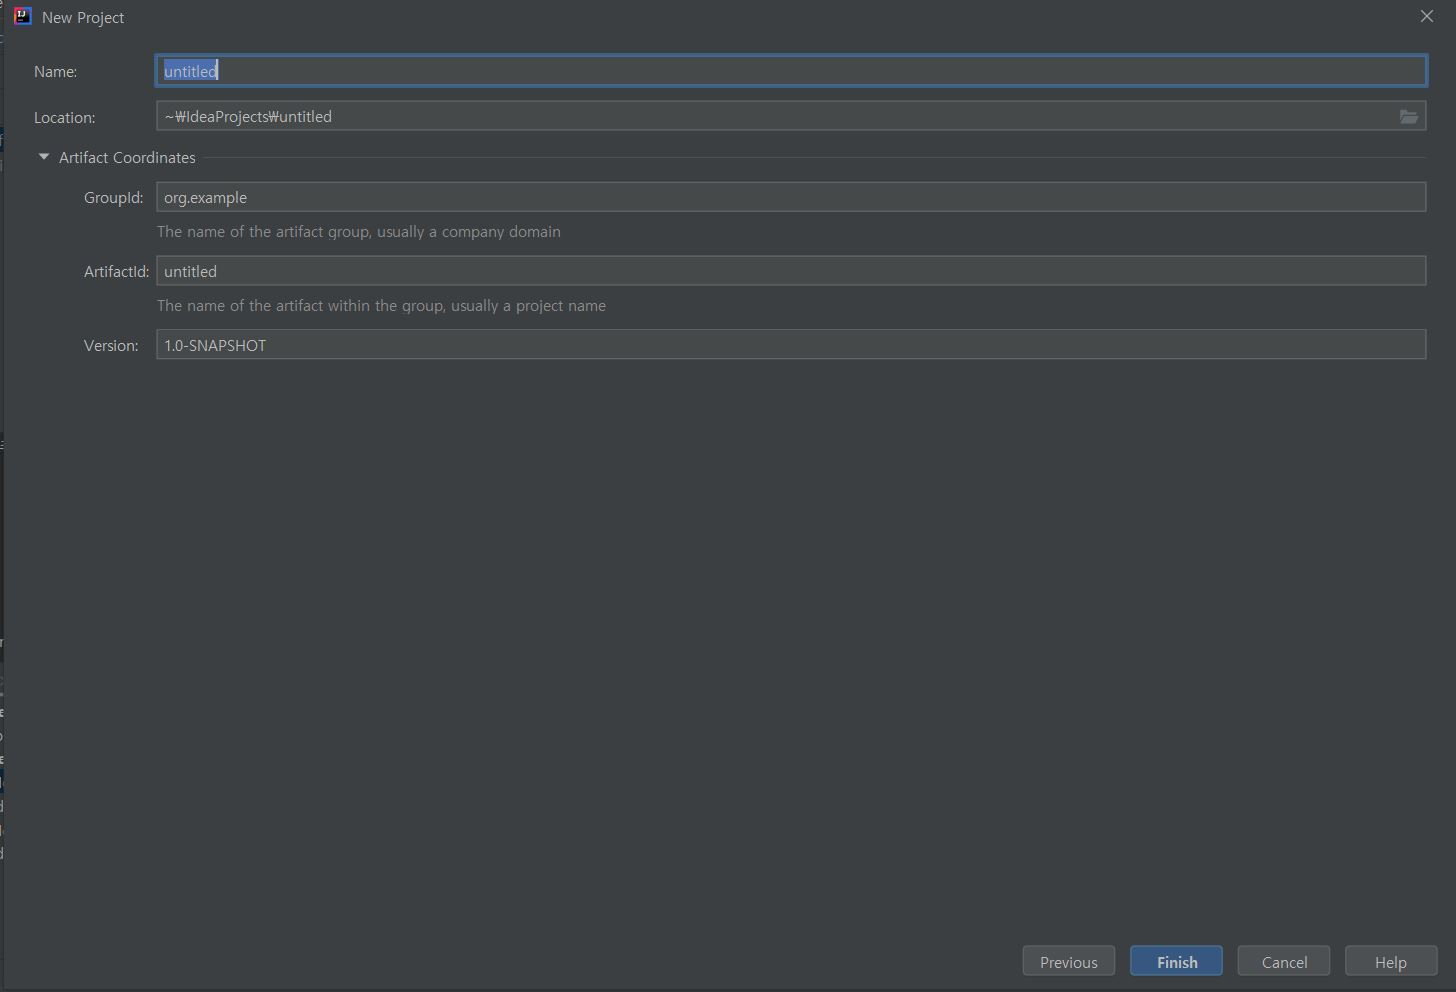 New Project
Name: untitled
Location: ~₩IdeaProjects₩untitled
Artifact Coordinates
GroupId: org.example
The name of the artifact group, usually a company domain
ArtifactId: untitled
The name of the artifact within the group, usually a project name
Version: 1.0-SNAPSHOT
Previous Finish Cancel Help